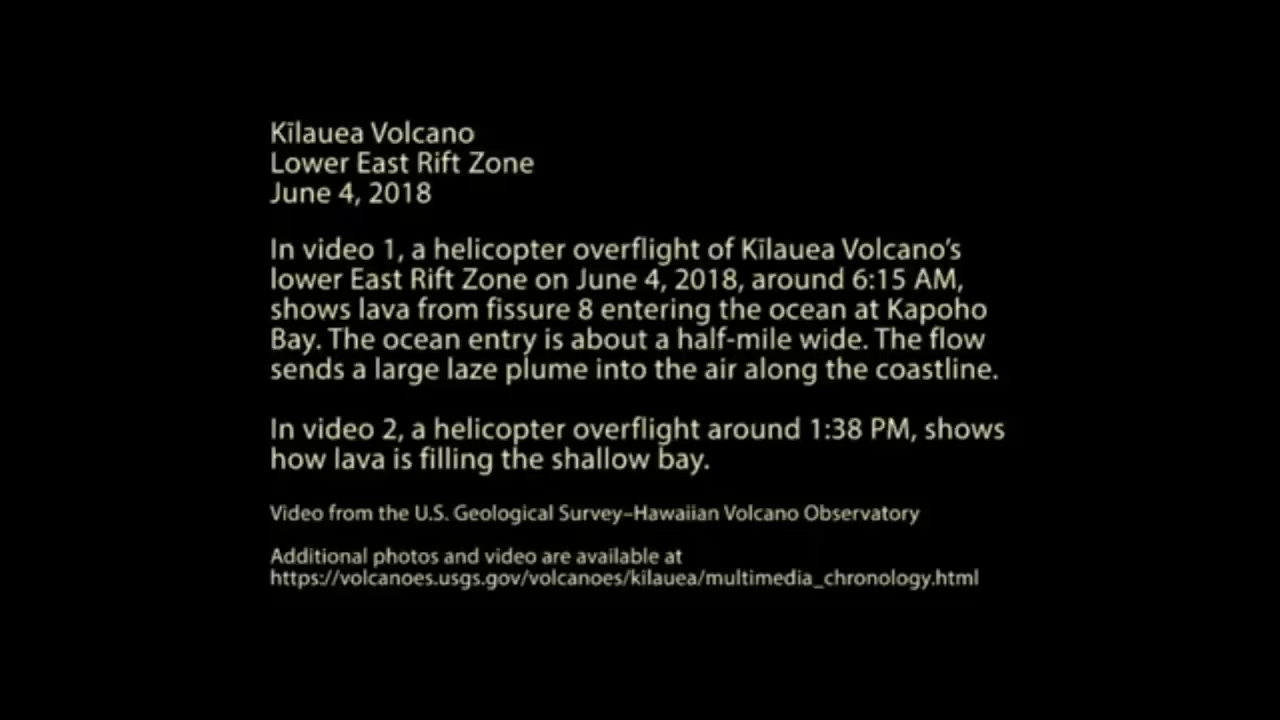 Kīlauea Volcano
Lower East Rift Zone
June 4, 2018
In video 1, a helicopter overflight of Kīlauea Volcano’s
lower East Rift Zone on June 4, 2018, around 6:15 AM,
shows lava from fissure 8 entering the ocean at Kapoho
Bay. The ocean entry is about a half-mile wide. The flow
sends a large laze plume into the air along the coastline.
In video 2, a helicopter overflight around 1:38 PM, shows
how lava is filling the shallow bay.
Video from the U.S. Geological Survey–Hawaiian Volcano Observatory
Additional photos and video are available at
https://volcanoes.usgs.gov/volcanoes/kilauea/multimedia_chronology.html